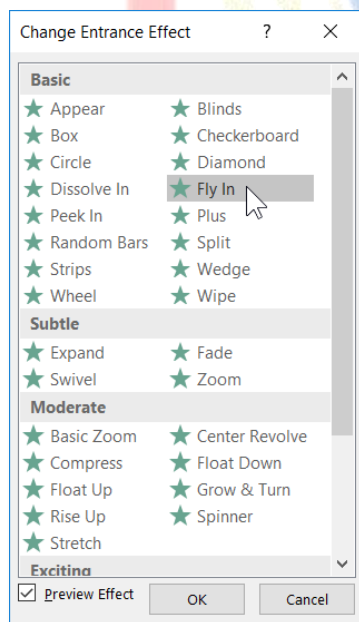 Change Entrance Effect ?
Basic
Appear Blinds
Box Checkerboard
Circle Diamond
Dissolve In Fly In
Peek In Plus
Random Bars Split
Strips Wedge
Wheel Wipe
Subtle
Expand Fade
Swivel Zoom
Moderate
Basic Zoom Center Revolve
Compress Float Down
Float Up Grow & Turn
Rise Up Spinner
Stretch
Exciting
Preview Effect OK Cancel